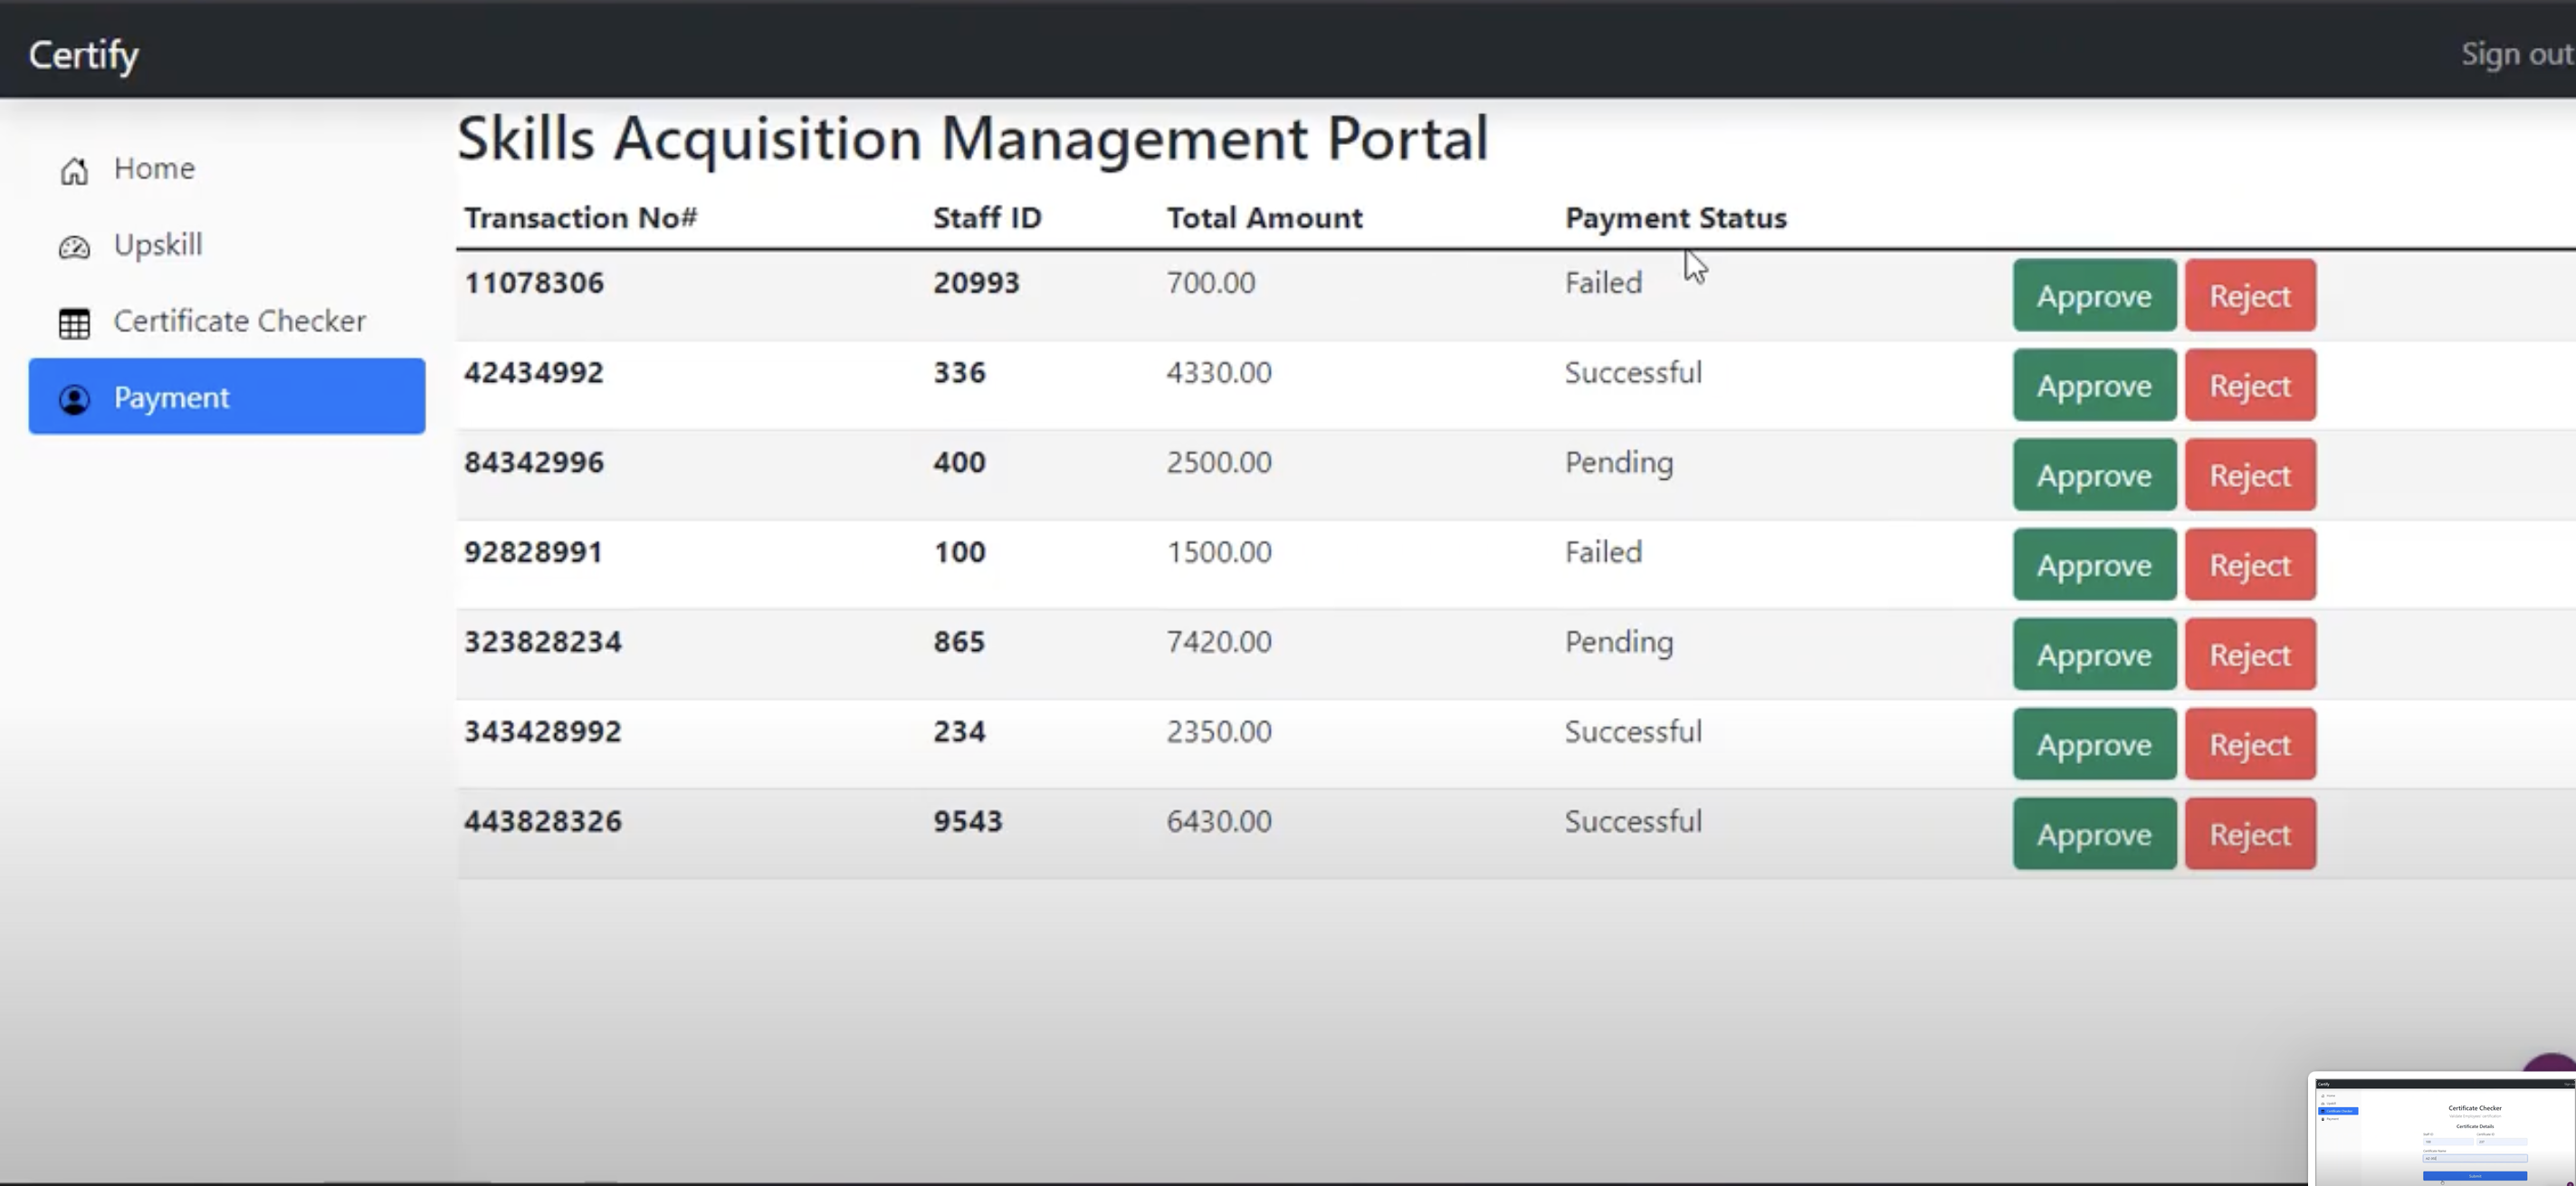 Certify
Sign out
Home
Upskill
Certificate Checker
Payment
Skills Acquisition Management Portal
Transaction No# Staff ID Total Amount Payment Status
11078306 20993 700.00 Failed Approve Reject
42434992 336 4330.00 Successful Approve Reject
84342996 400 2500.00 Pending Approve Reject
92828991 100 1500.00 Failed Approve Reject
323828234 865 7420.00 Pending Approve Reject
343428992 234 2350.00 Successful Approve Reject
443828326 9543 6430.00 Successful Approve Reject
Certify
Certificate Checker
Certificate Details
Submit